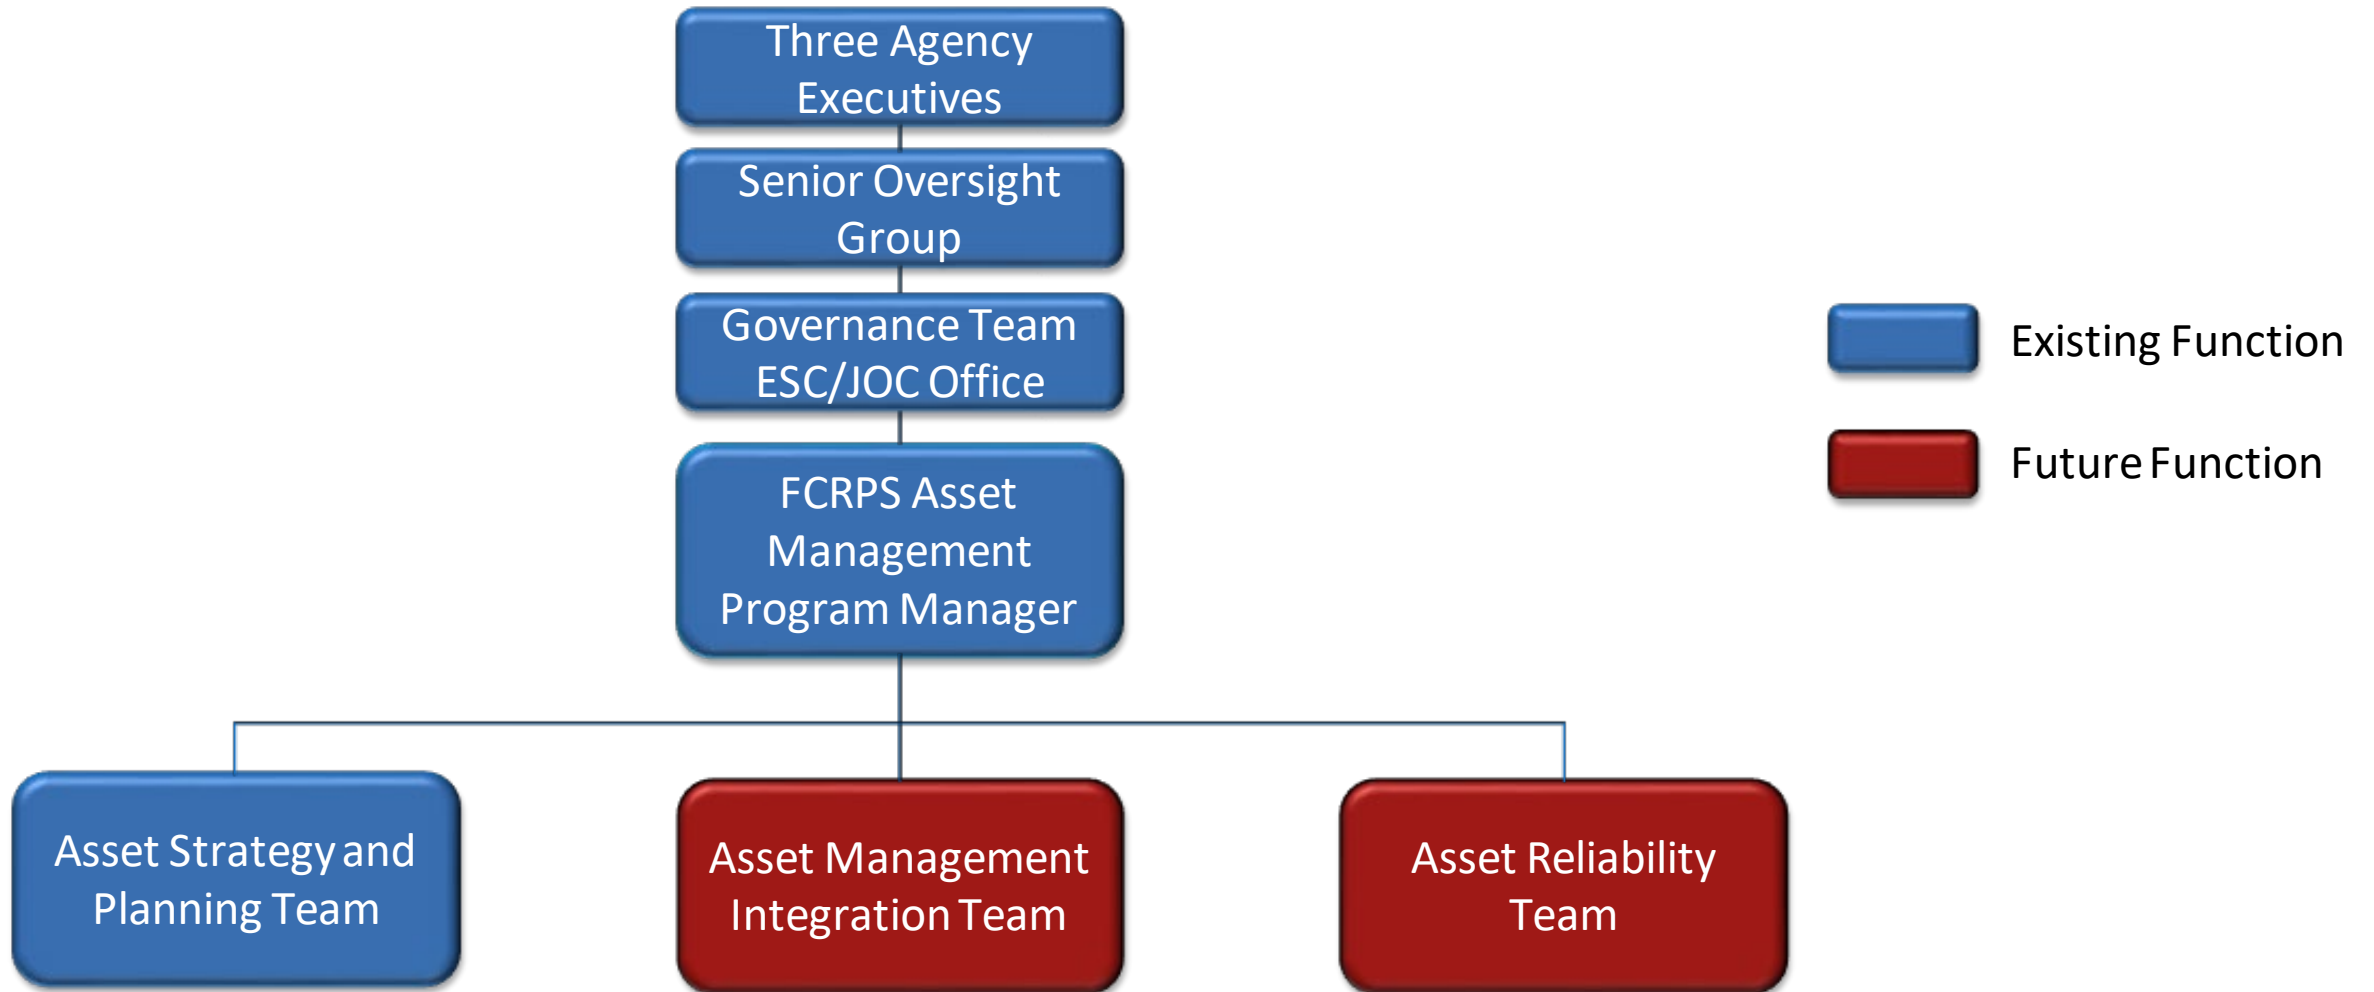 Three Agency
Executives
Senior Oversight
Group
Governance Team
ESC/JOC Office
FCRPS Asset
Management
Program Manager
Asset Strategy and
Planning Team
Asset Management
Integration Team
Asset Reliability
Team
Existing Function
Future Function